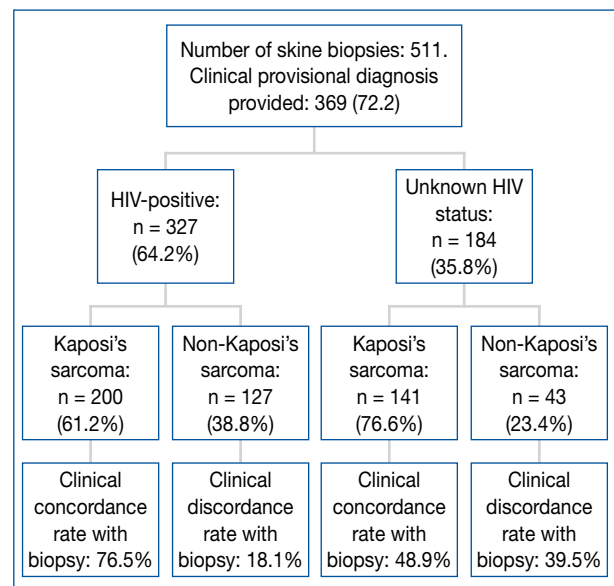 Number of skine biopsies: 511.
Clinical provisional diagnosis
provided: 369 (72.2)
HIV-positive:
n = 327
(64.2%)
Unknown HIV
status:
n = 184
(35.8%)
Kaposi's
sarcoma:
n = 200
(61.2%)
Non-Kaposi's
sarcoma:
n = 127
(38.8%)
Kaposi's
sarcoma:
n = 141
(76.6%)
Non-Kaposi's
sarcoma:
n = 43
(23.4%)
Clinical
concordance
rate with
biopsy: 76.5%
Clinical
discordance
rate with
biopsy: 18.1%
Clinical
concordance
rate with
biopsy: 48.9%
Clinical
discordance
rate with
biopsy: 39.5%